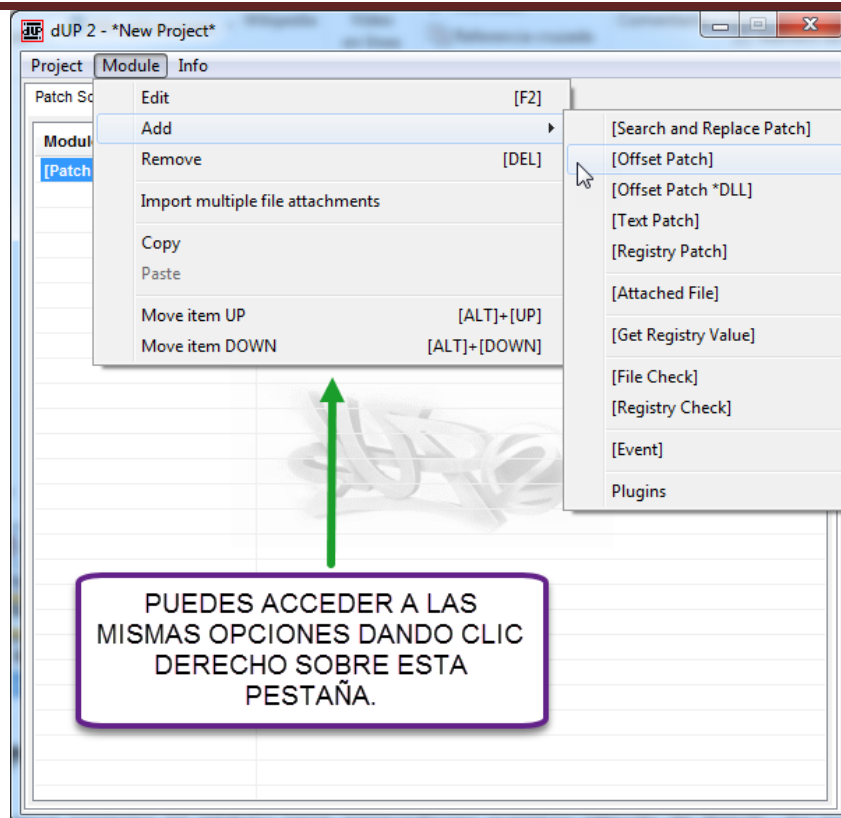 dUP 2 - *New Project*
Project Module Info
Patch Sc
Edit [F2]
Add
Remove [DEL]
Import multiple file attachments
Copy
Paste
Move item UP [ALT]+[UP]
Move item DOWN [ALT]+[DOWN]
Modul
[Patch
[Search and Replace Patch]
[Offset Patch]
[Offset Patch *DLL]
[Text Patch]
[Registry Patch]
[Attached File]
[Get Registry Value]
[File Check]
[Registry Check]
[Event]
Plugins
PUEDES ACCEDER A LAS
MISMAS OPCIONES DANDO CLIC
DERECHO SOBRE ESTA
PESTAÑA.